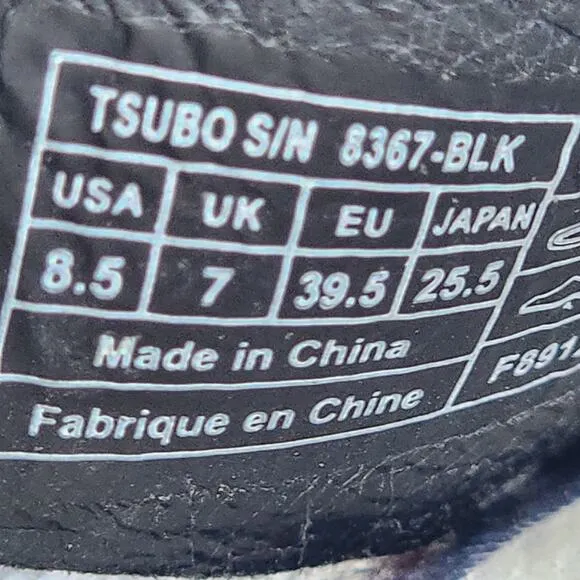 TSUBO S/N 8367-BLK
USA UK EU JAPAN
8.5 7 39.5 25.5
Made in China
Fabrique en Chine